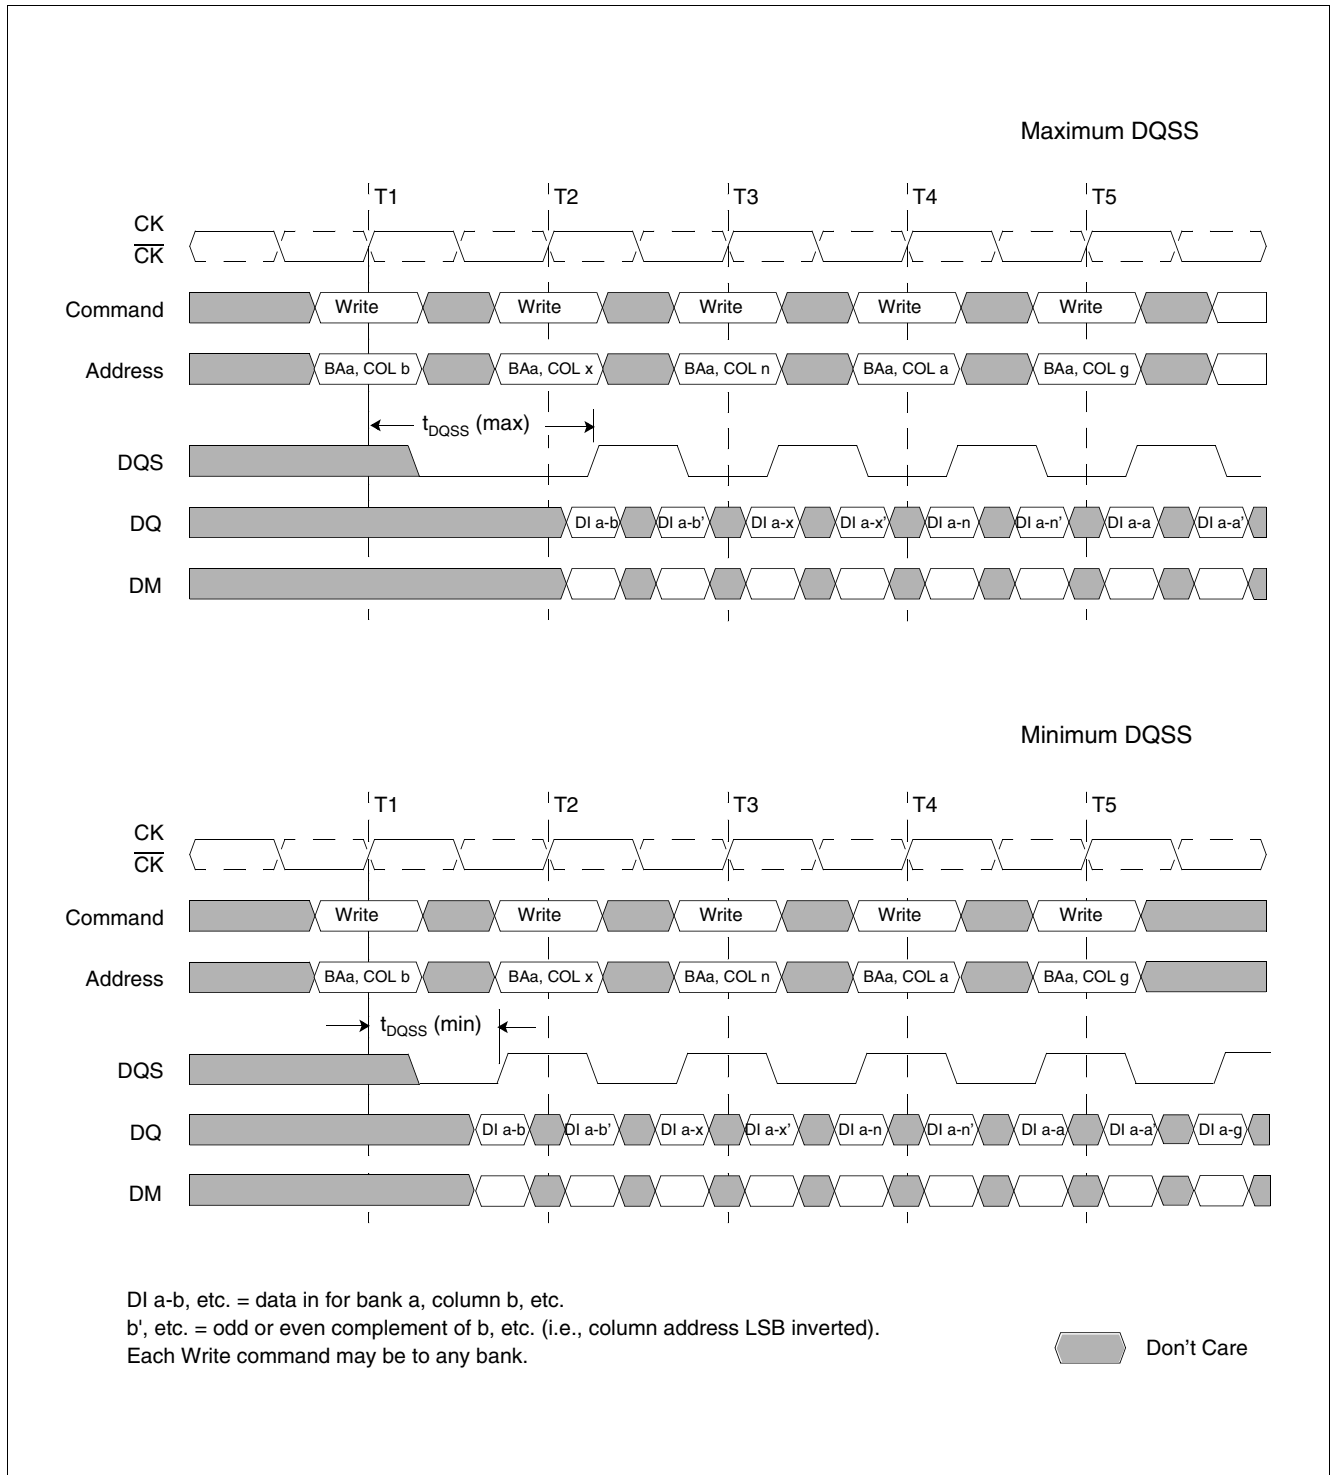 Maximum DQSS
T1 T2 T3 T4 T5
CK
CK
Command Write Write Write Write Write
Address BAa, COL b BAa, COL x BAa, COL n BAa, COL a BAa, COL g
tDQSS (max)
DQS
DQ DI a-b DI a-b' DI a-x DI a-x' DI a-n DI a-n' DI a-a DI a-a'
DM
Minimum DQSS
T1 T2 T3 T4 T5
CK
CK
Command Write Write Write Write Write
Address BAa, COL b BAa, COL x BAa, COL n BAa, COL a BAa, COL g
tDQSS (min)
DQS
DQ DI a-b DI a-b' DI a-x DI a-x' DI a-n DI a-n' DI a-a DI a-a' DI a-g
DM
DI a-b, etc. = data in for bank a, column b, etc.
b', etc. = odd or even complement of b, etc. (i.e., column address LSB inverted).
Each Write command may be to any bank.
Don't Care